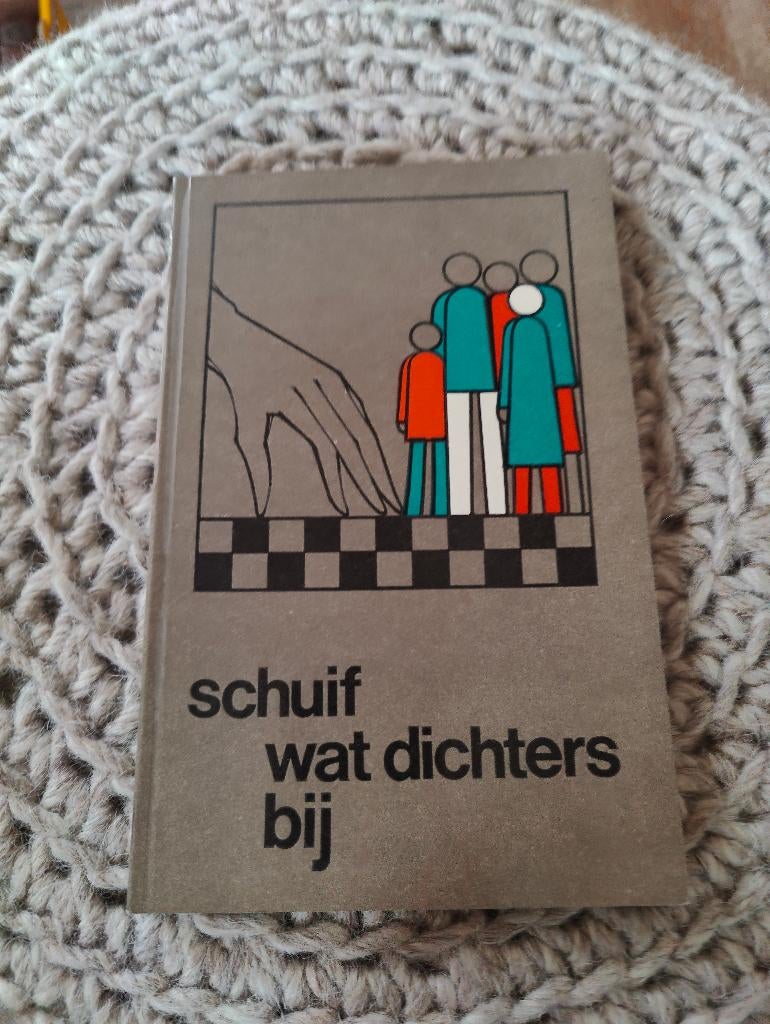 schuif
wat dichters
bij